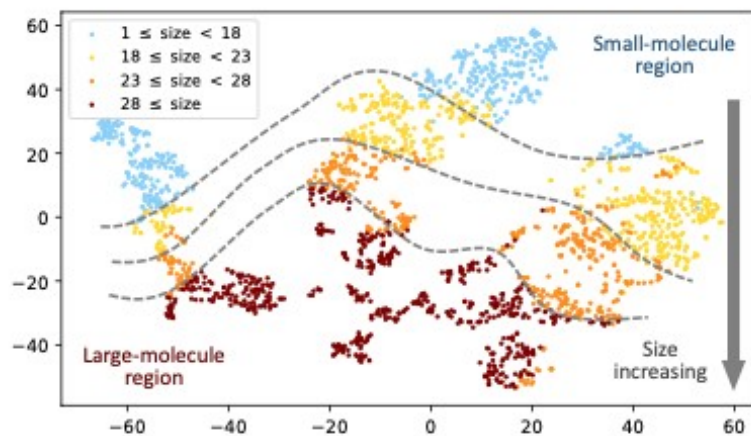 60
40
20
0
−20
−40
1 ≤ size < 18
18 ≤ size < 23
23 ≤ size < 28
28 ≤ size
Small-molecule
region
Large-molecule
region
Size
increasing
−60
−40
−20
0
20
40
60